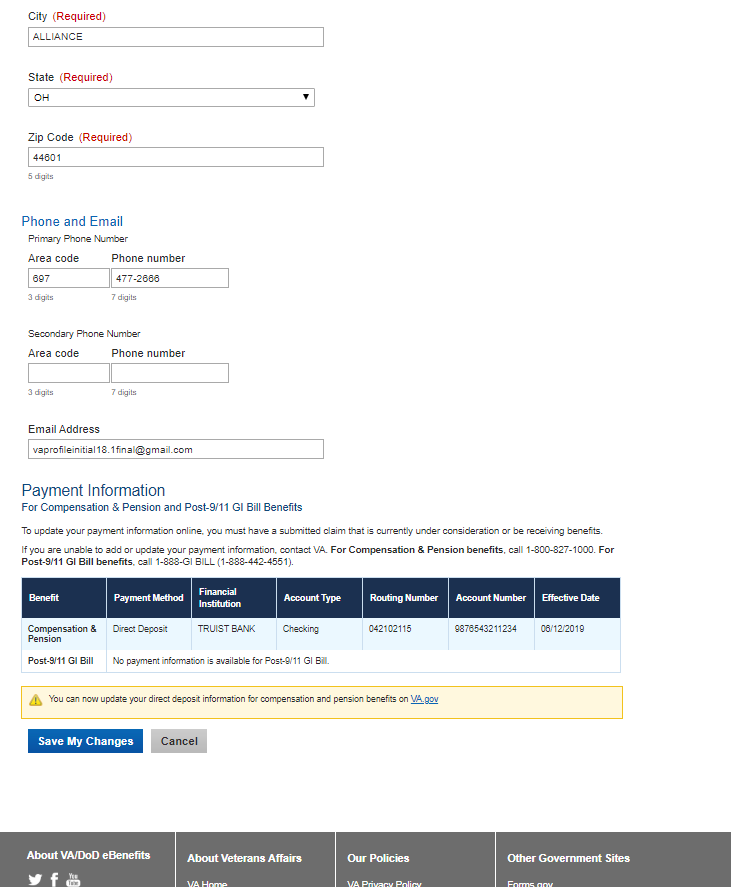 City (Required)
ALLIANCE
State (Required)
OH
Zip Code (Required)
44601
5 digits
Phone and Email
Primary Phone Number
Area code Phone number
697 477-2666
3 digits 7 digits
Secondary Phone Number
Area code Phone number
3 digits 7 digits
Email Address
vaprofileinitial18.1final@gmail.com
Payment Information
For Compensation & Pension and Post-9/11 GI Bill Benefits
To update your payment information online, you must have a submitted claim that is currently under consideration or be receiving benefits.
If you are unable to add or update your payment information, contact VA. For Compensation & Pension benefits, call 1-800-827-1000. For
Post-9/11 GI Bill benefits, call 1-888-GI BILL (1-888-442-4551).
Benefit Payment Method Financial Institution Account Type Routing Number Account Number Effective Date
Compensation & Pension Direct Deposit TRUIST BANK Checking 042102115 9876543211234 06/12/2019
Post-9/11 GI Bill No payment information is available for Post-9/11 GI Bill.
You can now update your direct deposit information for compensation and pension benefits on VA.gov
Save My Changes Cancel
About VA/DoD eBenefits About Veterans Affairs Our Policies Other Government Sites
You Tube
VA Home VA Privacy Policy Forms.gov